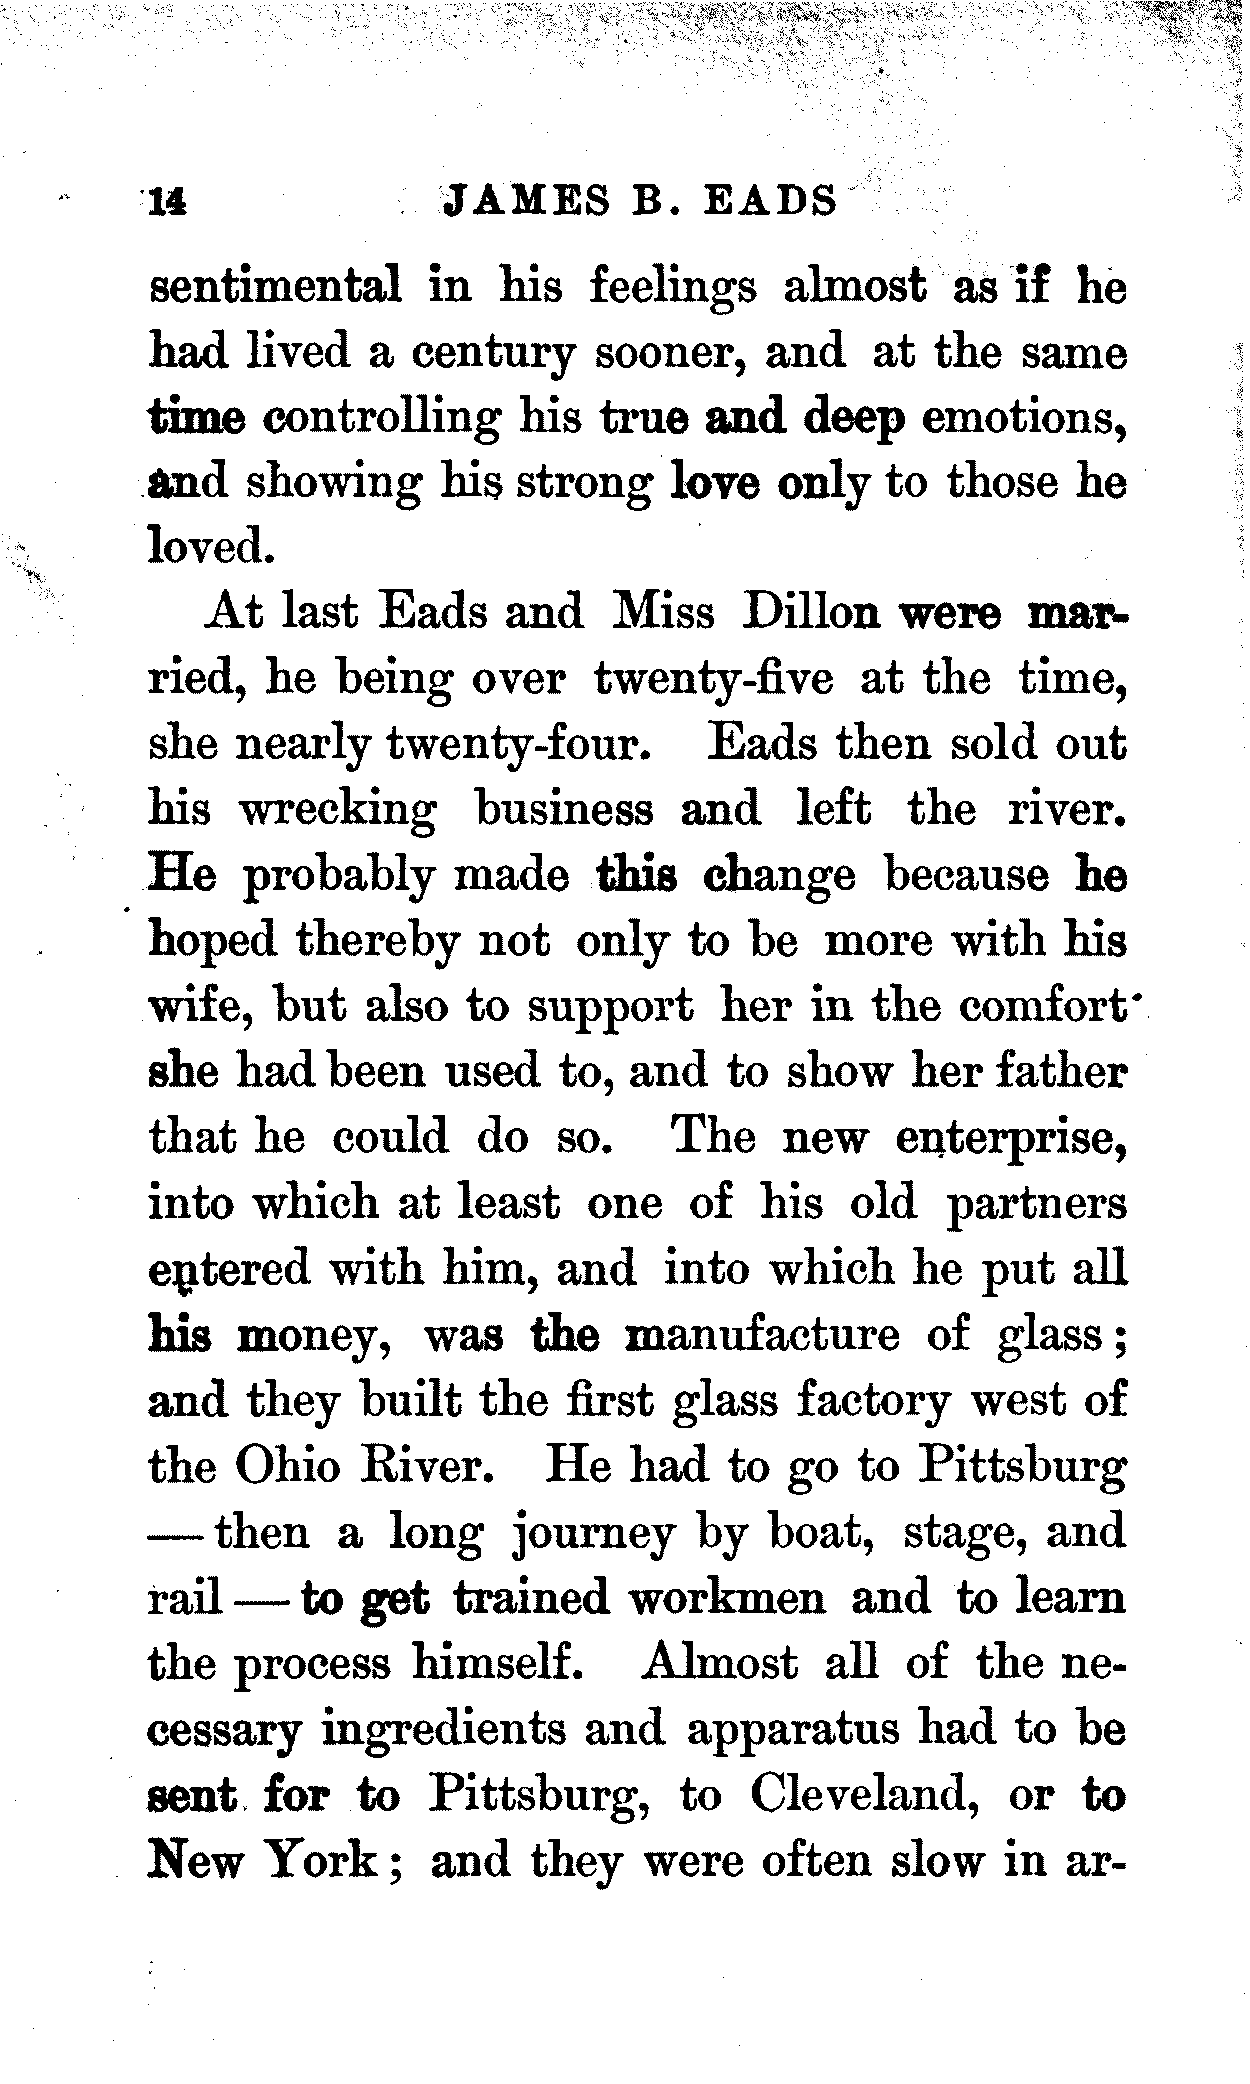 14 JAMES B. EADS
sentimental in his feelings almost as if he
had lived a century sooner, and at the same
time controlling his true and deep emotions,
and showing his strong love only to those he
loved.
At last Eads and Miss Dillon were mar-
ried, he being over twenty-five at the time,
she nearly twenty-four. Eads then sold out
his wrecking business and left the river.
He probably made this change because he
hoped thereby not only to be more with his
wife, but also to support her in the comfort
she had been used to, and to show her father
that he could do so. The new enterprise,
into which at least one of his old partners
entered with him, and into which he put all
his money, was the manufacture of glass;
and they built the first glass factory west of
the Ohio River. He had to go to Pittsburg
— then a long journey by boat, stage, and
rail — to get trained workmen and to learn
the process himself. Almost all of the ne-
cessary ingredients and apparatus had to be
sent for to Pittsburg, to Cleveland, or to
New York; and they were often slow in ar-